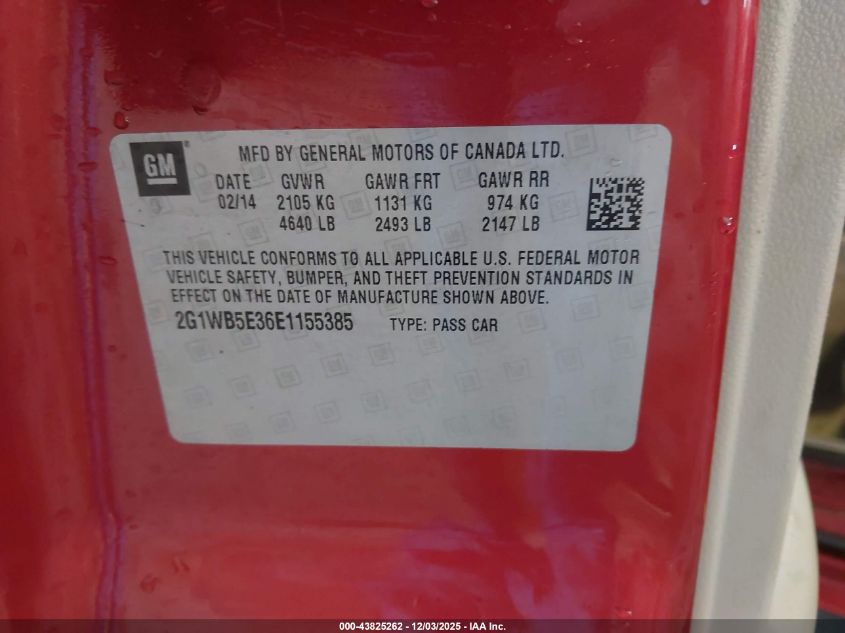 GM
MFD BY GENERAL MOTORS OF CANADA LTD.
DATE GVWR GAWR FRT GAWR RR
02/14 2105 KG 1131 KG 974 KG
4640 LB 2493 LB 2147 LB
THIS VEHICLE CONFORMS TO ALL APPLICABLE U.S. FEDERAL MOTOR
VEHICLE SAFETY, BUMPER, AND THEFT PREVENTION STANDARDS IN
EFFECT ON THE DATE OF MANUFACTURE SHOWN ABOVE.
2G1WB5E36E1155385 TYPE: PASS CAR
000-43825262 - 12/03/2025 - IAA Inc.